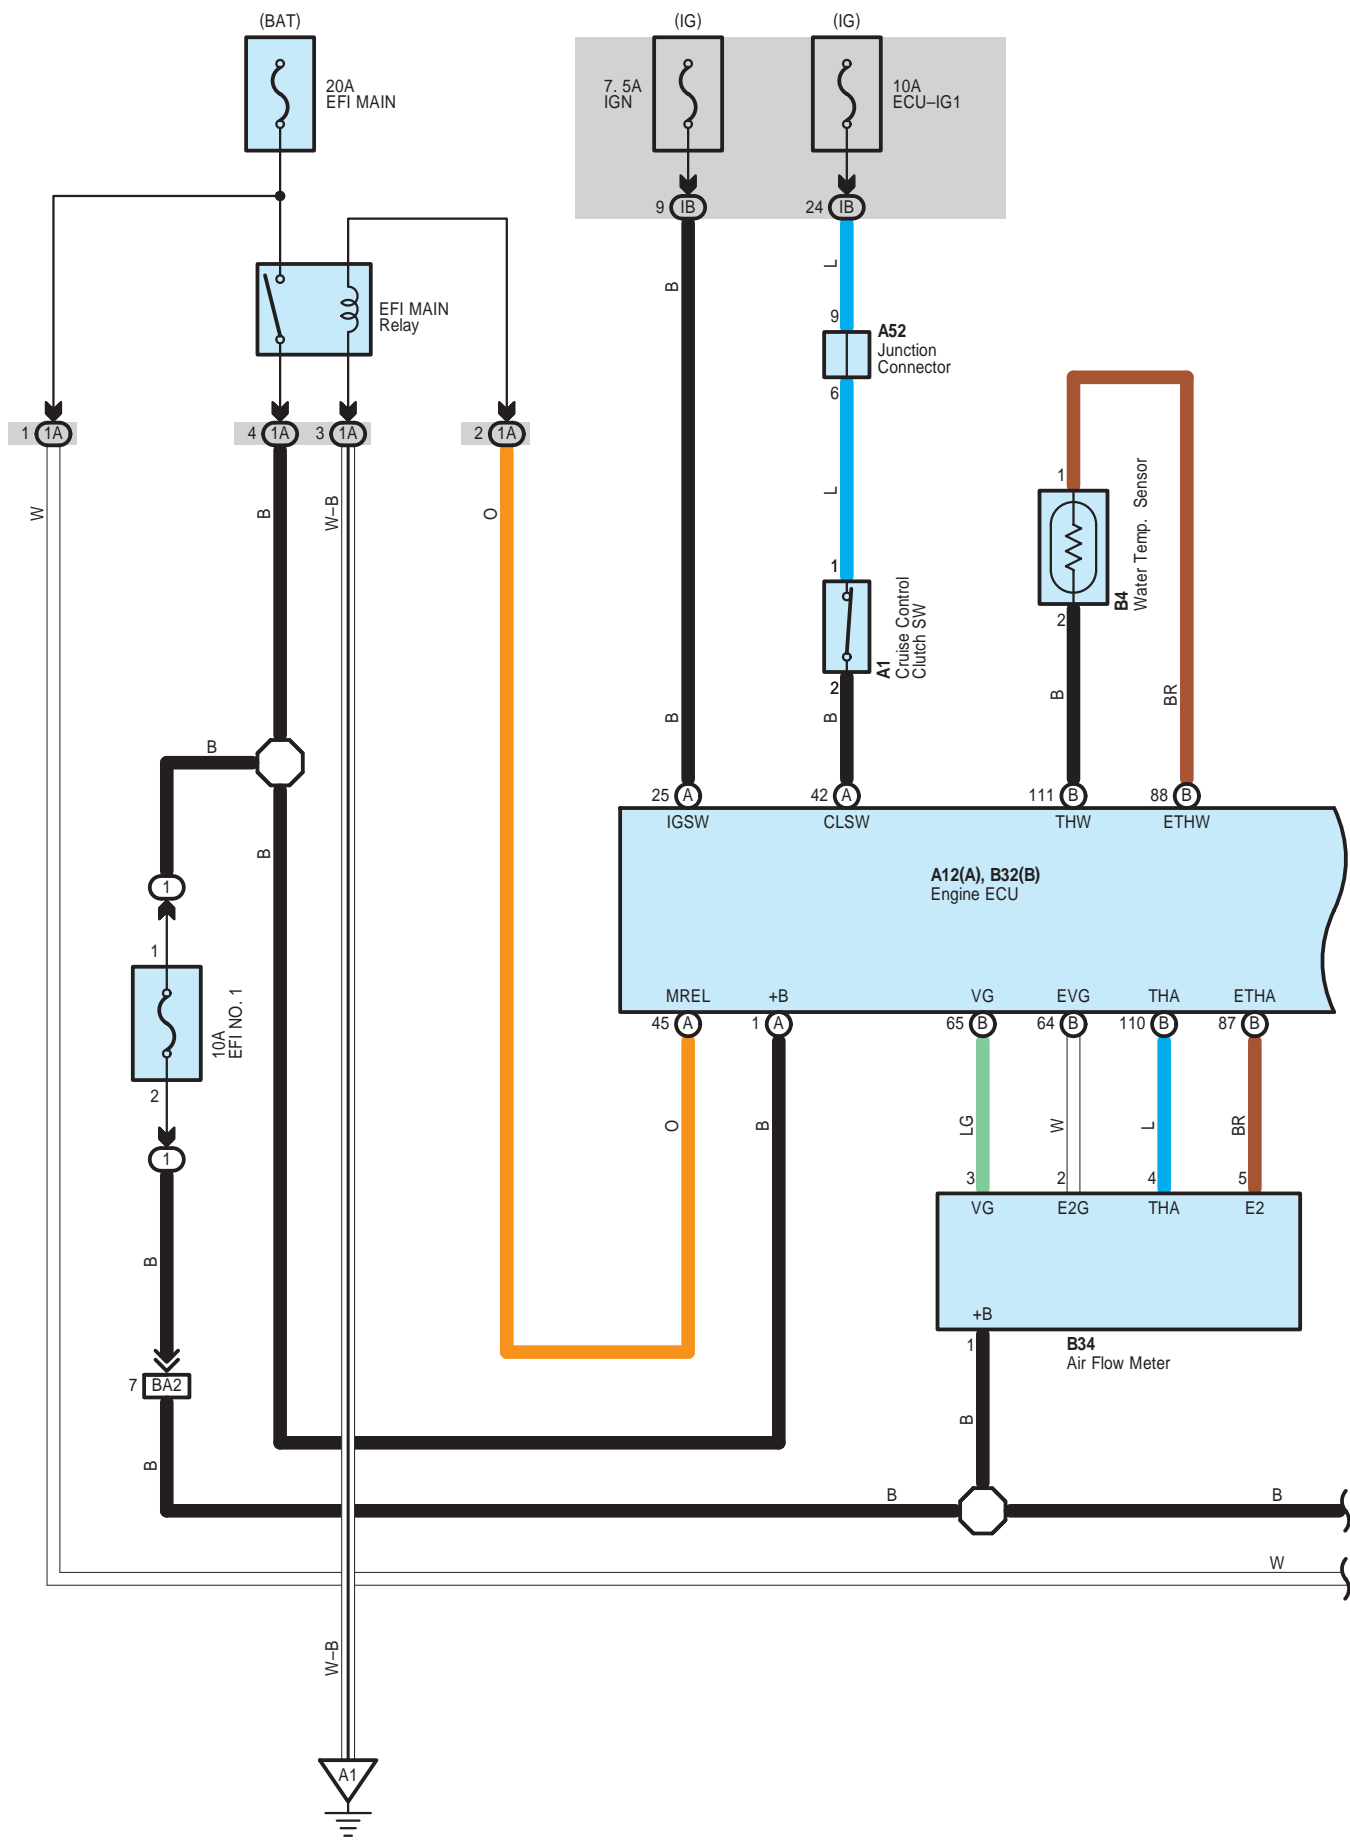 (BAT)
(IG)
(IG)
20A
EFI MAIN
7. 5A
IGN
10A
ECU–IG1
9 IB
24 IB
EFI MAIN
Relay
B
L
9
A52
Junction
Connector
6
1 1A
4 1A
3 1A
2 1A
W
B
W–B
O
L
1
B4
Water Temp. Sensor
2
1
A1
Cruise Control
Clutch SW
2
B
B
B
BR
B
25 A
42 A
111 B
88 B
IGSW
CLSW
THW
ETHW
B
A12(A), B32(B)
Engine ECU
1
1
10A
EFI NO. 1
2
1
MREL
+B
VG
EVG
THA
ETHA
45 A
1 A
65 B
64 B
110 B
87 B
O
B
LG
W
L
BR
3
2
4
5
VG
E2G
THA
E2
B
+B
1
B34
Air Flow Meter
7 BA2
B
B
B
B
W
W–B
A1